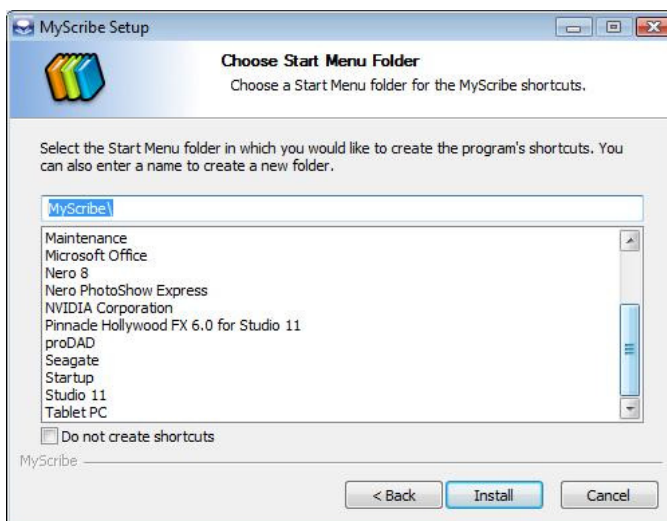 MyScribe Setup
Choose Start Menu Folder
Choose a Start Menu folder for the MyScribe shortcuts.
Select the Start Menu folder in which you would like to create the program's shortcuts. You
can also enter a name to create a new folder.
MyScribe\
Maintenance
Microsoft Office
Nero 8
Nero PhotoShow Express
NVIDIA Corporation
Pinnacle Hollywood FX 6.0 for Studio 11
proDAD
Seagate
Startup
Studio 11
Tablet PC
Do not create shortcuts
MyScribe
< Back Install Cancel